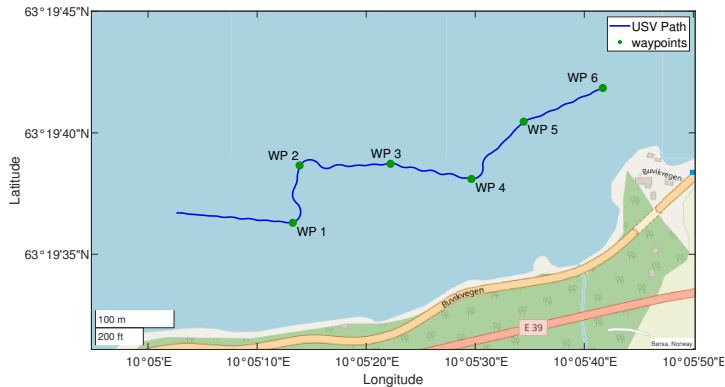 63°19'45"N
USV Path
waypoints
WP 6
63°19'40"N
WP 5
WP 2
WP 3
WP 4
Buvikvegen
Latitude
63°19'35"N
WP 1
Buvikvegen
100 m
200 ft
E 39
Børsa, Norway
10°05'E
10°05'10"E
10°05'20"E
10°05'30"E
10°05'40"E
10°05'50"E
Longitude